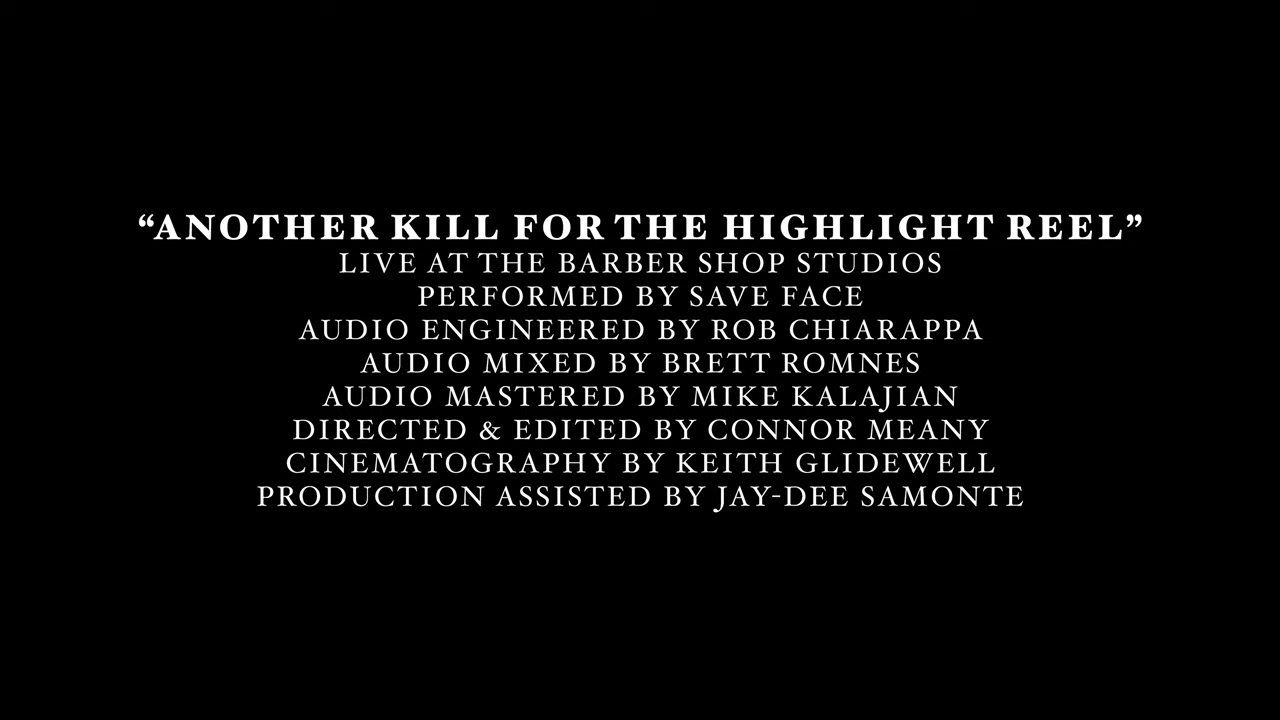 “ANOTHER KILL FOR THE HIGHLIGHT REEL”
LIVE AT THE BARBER SHOP STUDIOS
PERFORMED BY SAVE FACE
AUDIO ENGINEERED BY ROB CHIARAPPA
AUDIO MIXED BY BRETT ROMNES
AUDIO MASTERED BY MIKE KALAJIAN
DIRECTED & EDITED BY CONNOR MEANY
CINEMATOGRAPHY BY KEITH GLIDEWELL
PRODUCTION ASSISTED BY JAY-DEE SAMONTE